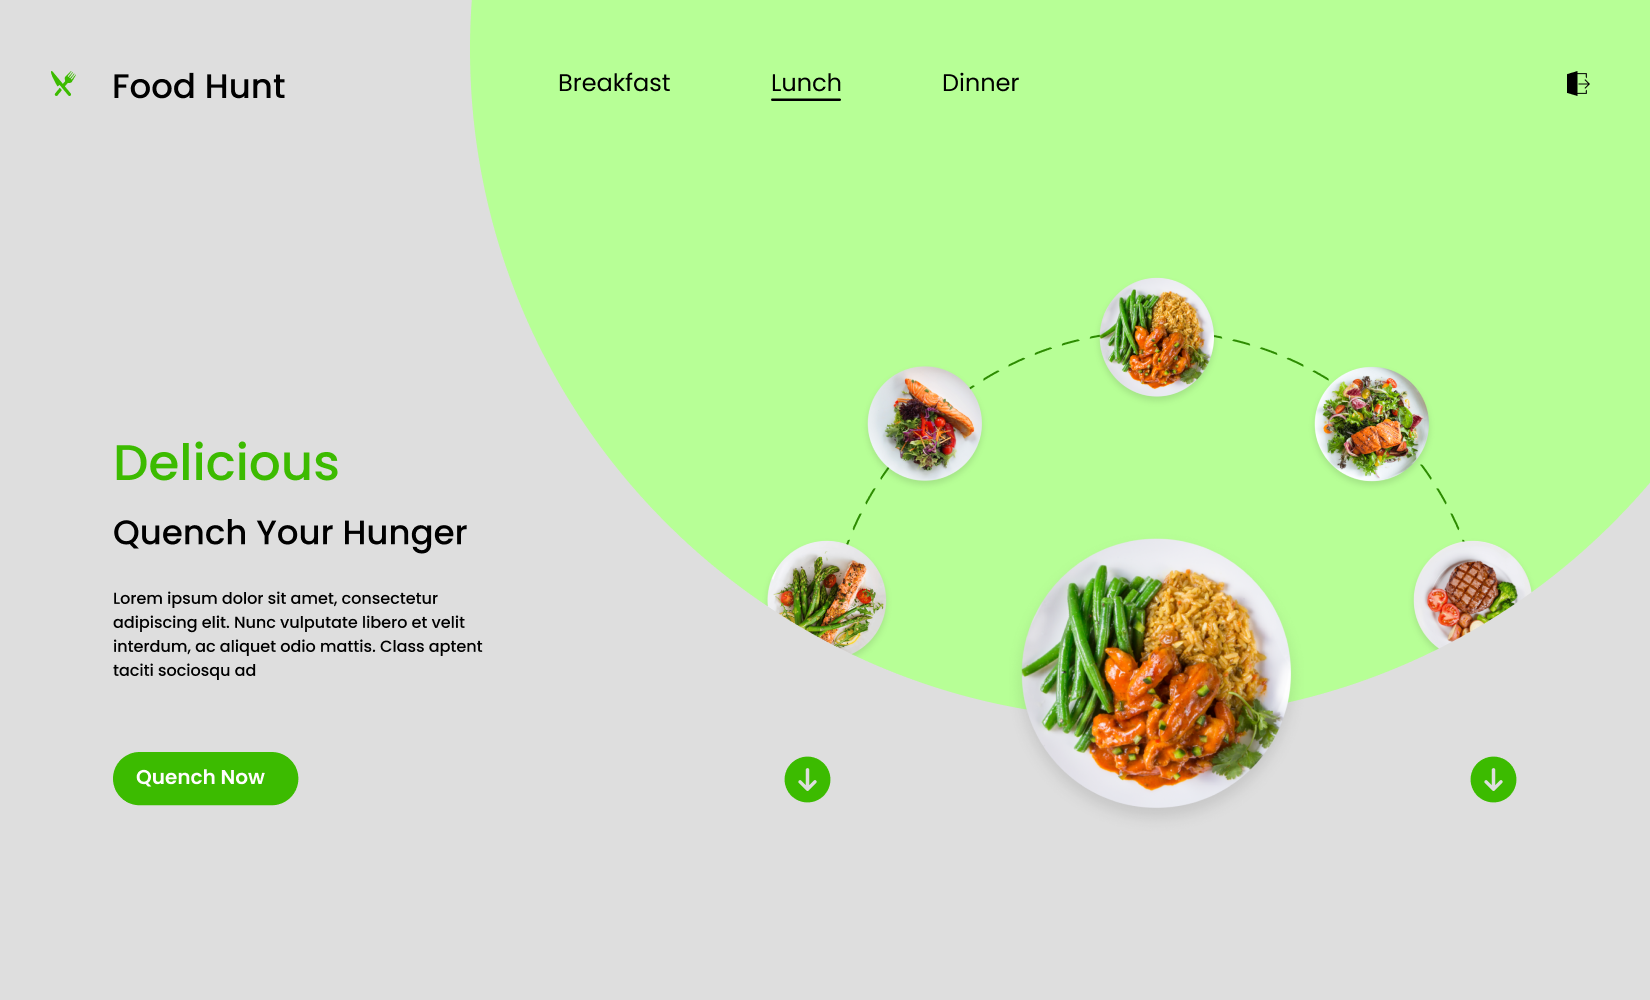 Food Hunt
Breakfast
Lunch
Dinner
Delicious
Quench Your Hunger
Lorem ipsum dolor sit amet, consectetur
adipiscing elit. Nunc vulputate libero et velit
interdum, ac aliquet odio mattis. Class aptent
taciti sociosqu ad
Quench Now